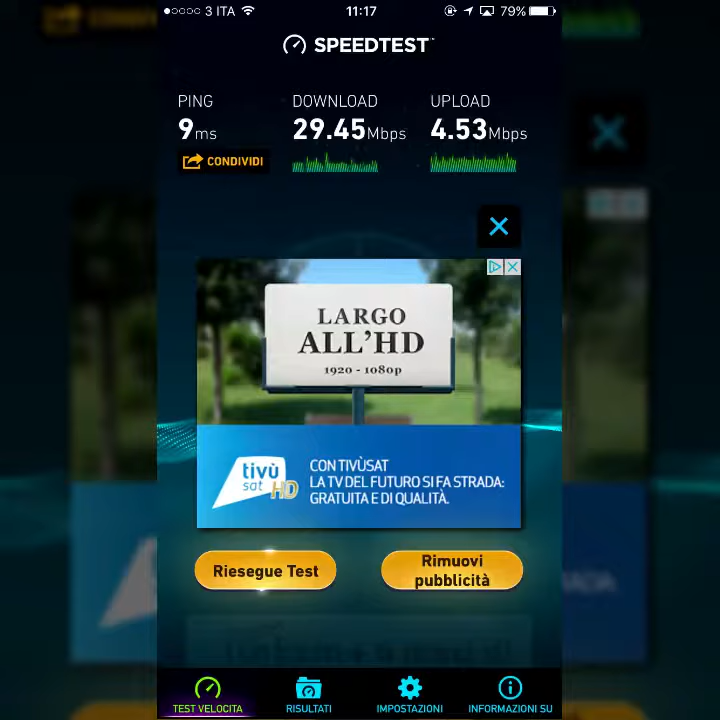 3 ITA 11:17 79%
SPEEDTEST
PING DOWNLOAD UPLOAD
9ms 29.45Mbps 4.53Mbps
CONDIVIDI
LARGO
ALL'HD
1920 - 1080p
tivù
sat HD
CON TIVÙSAT
LA TV DEL FUTURO SI FA STRADA:
GRATUITA E DI QUALITÀ.
Riesegue Test
Rimuovi
pubblicità
TEST VELOCITA RISULTATI IMPOSTAZIONI INFORMAZIONI SU